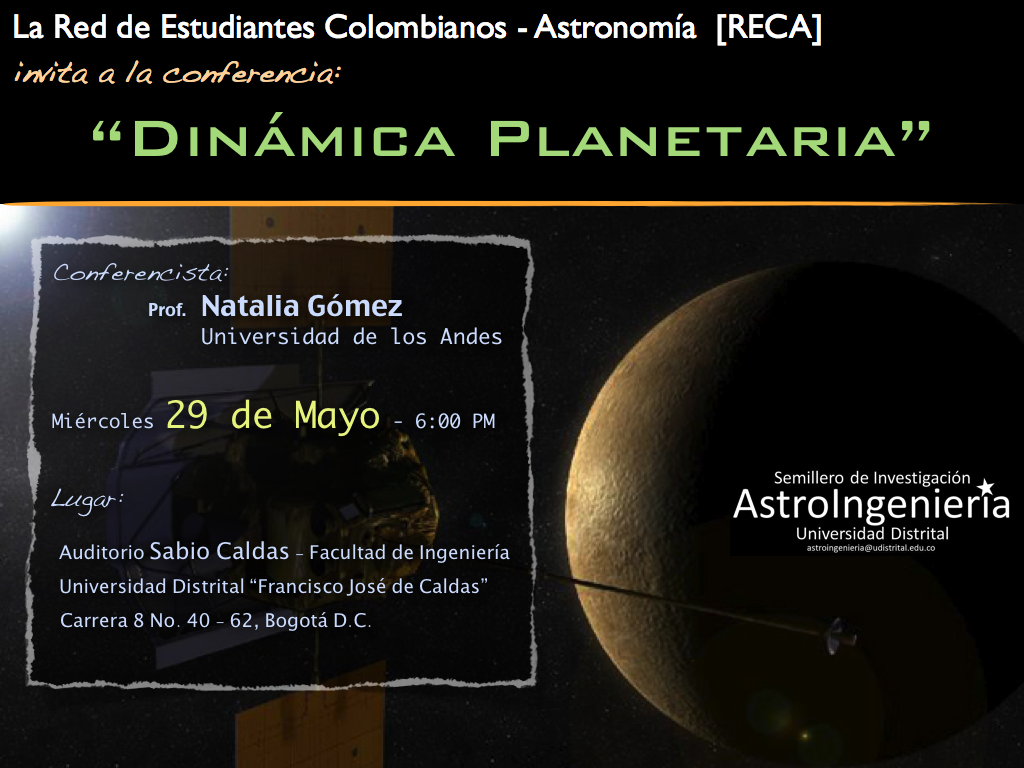 La Red de Estudiantes Colombianos - Astronomía [RECA]
invita a la conferencia:
“Dinámica Planetaria”
Conferencista:
Prof. Natalia Gómez
Universidad de los Andes
Miércoles 29 de Mayo - 6:00 PM
Lugar:
Auditorio Sabio Caldas – Facultad de Ingeniería
Universidad Distrital “Francisco José de Caldas”
Carrera 8 No. 40 – 62, Bogotá D.C.
Semillero de Investigación
AstroIngeniería
Universidad Distrital
astroingenieria@udistrital.edu.co